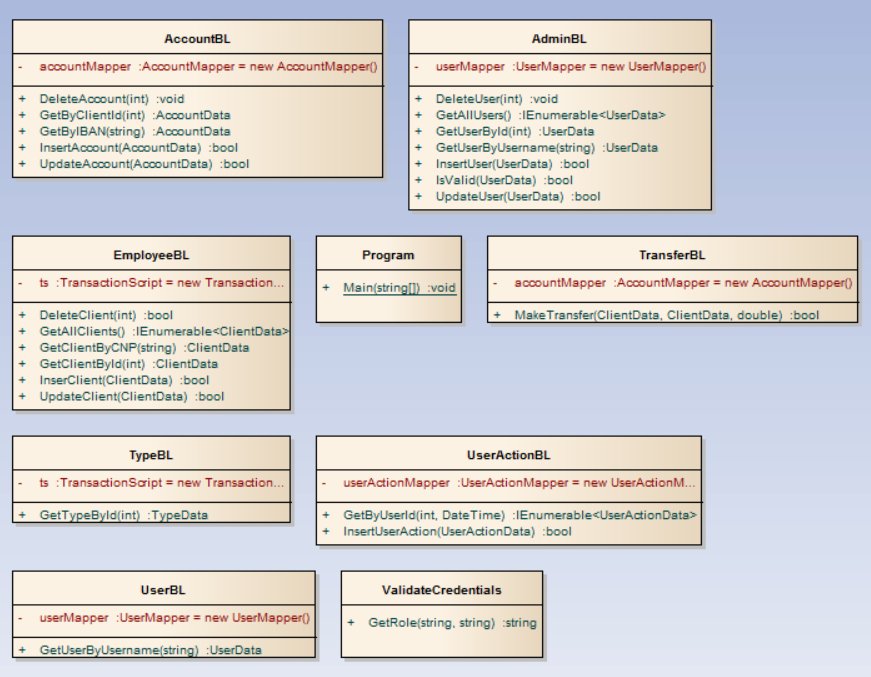 AccountBL
- accountMapper :AccountMapper = new AccountMapper()
+ DeleteAccount(int) :void
+ GetByClientId(int) :AccountData
+ GetByIBAN(string) :AccountData
+ InsertAccount(AccountData) :bool
+ UpdateAccount(AccountData) :bool
AdminBL
- userMapper :UserMapper = new UserMapper()
+ DeleteUser(int) :void
+ GetAllUsers() :IEnumerable<UserData>
+ GetUserById(int) :UserData
+ GetUserByUsername(string) :UserData
+ InsertUser(UserData) :bool
+ IsValid(UserData) :bool
+ UpdateUser(UserData) :bool
EmployeeBL
- ts :TransactionScript = new Transaction...
+ DeleteClient(int) :bool
+ GetAllClients() :IEnumerable<ClientData>
+ GetClientByCNP(string) :ClientData
+ GetClientById(int) :ClientData
+ InserClient(ClientData) :bool
+ UpdateClient(ClientData) :bool
Program
+ Main(string[]) :void
TransferBL
- accountMapper :AccountMapper = new AccountMapper()
+ MakeTransfer(ClientData, ClientData, double) :bool
TypeBL
- ts :TransactionScript = new Transaction...
+ GetTypeById(int) :TypeData
UserActionBL
- userActionMapper :UserActionMapper = new UserActionM...
+ GetByUserId(int, DateTime) :IEnumerable<UserActionData>
+ InsertUserAction(UserActionData) :bool
UserBL
- userMapper :UserMapper = new UserMapper()
+ GetUserByUsername(string) :UserData
ValidateCredentials
+ GetRole(string, string) :string